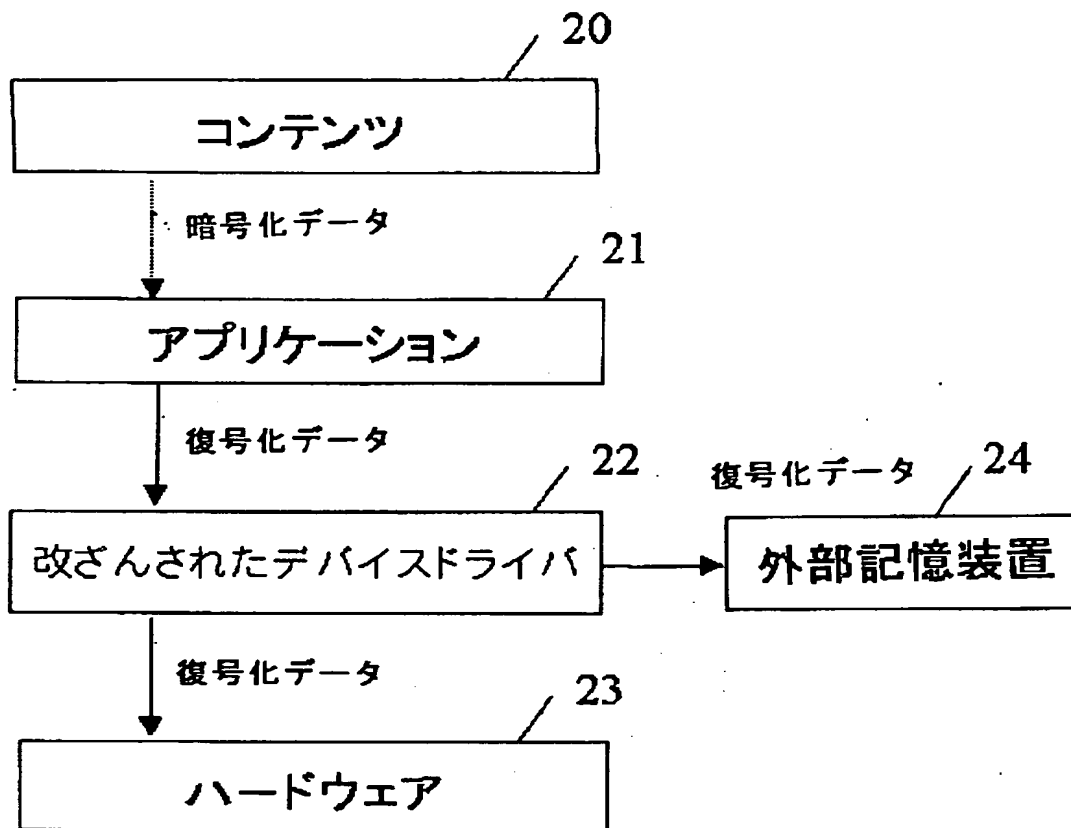 20
コンテンツ
暗号化データ
21
アプリケーション
復号化データ
22
改ざんされたデバイスドライバ
復号化データ
24
外部記憶装置
復号化データ
23
ハードウェア